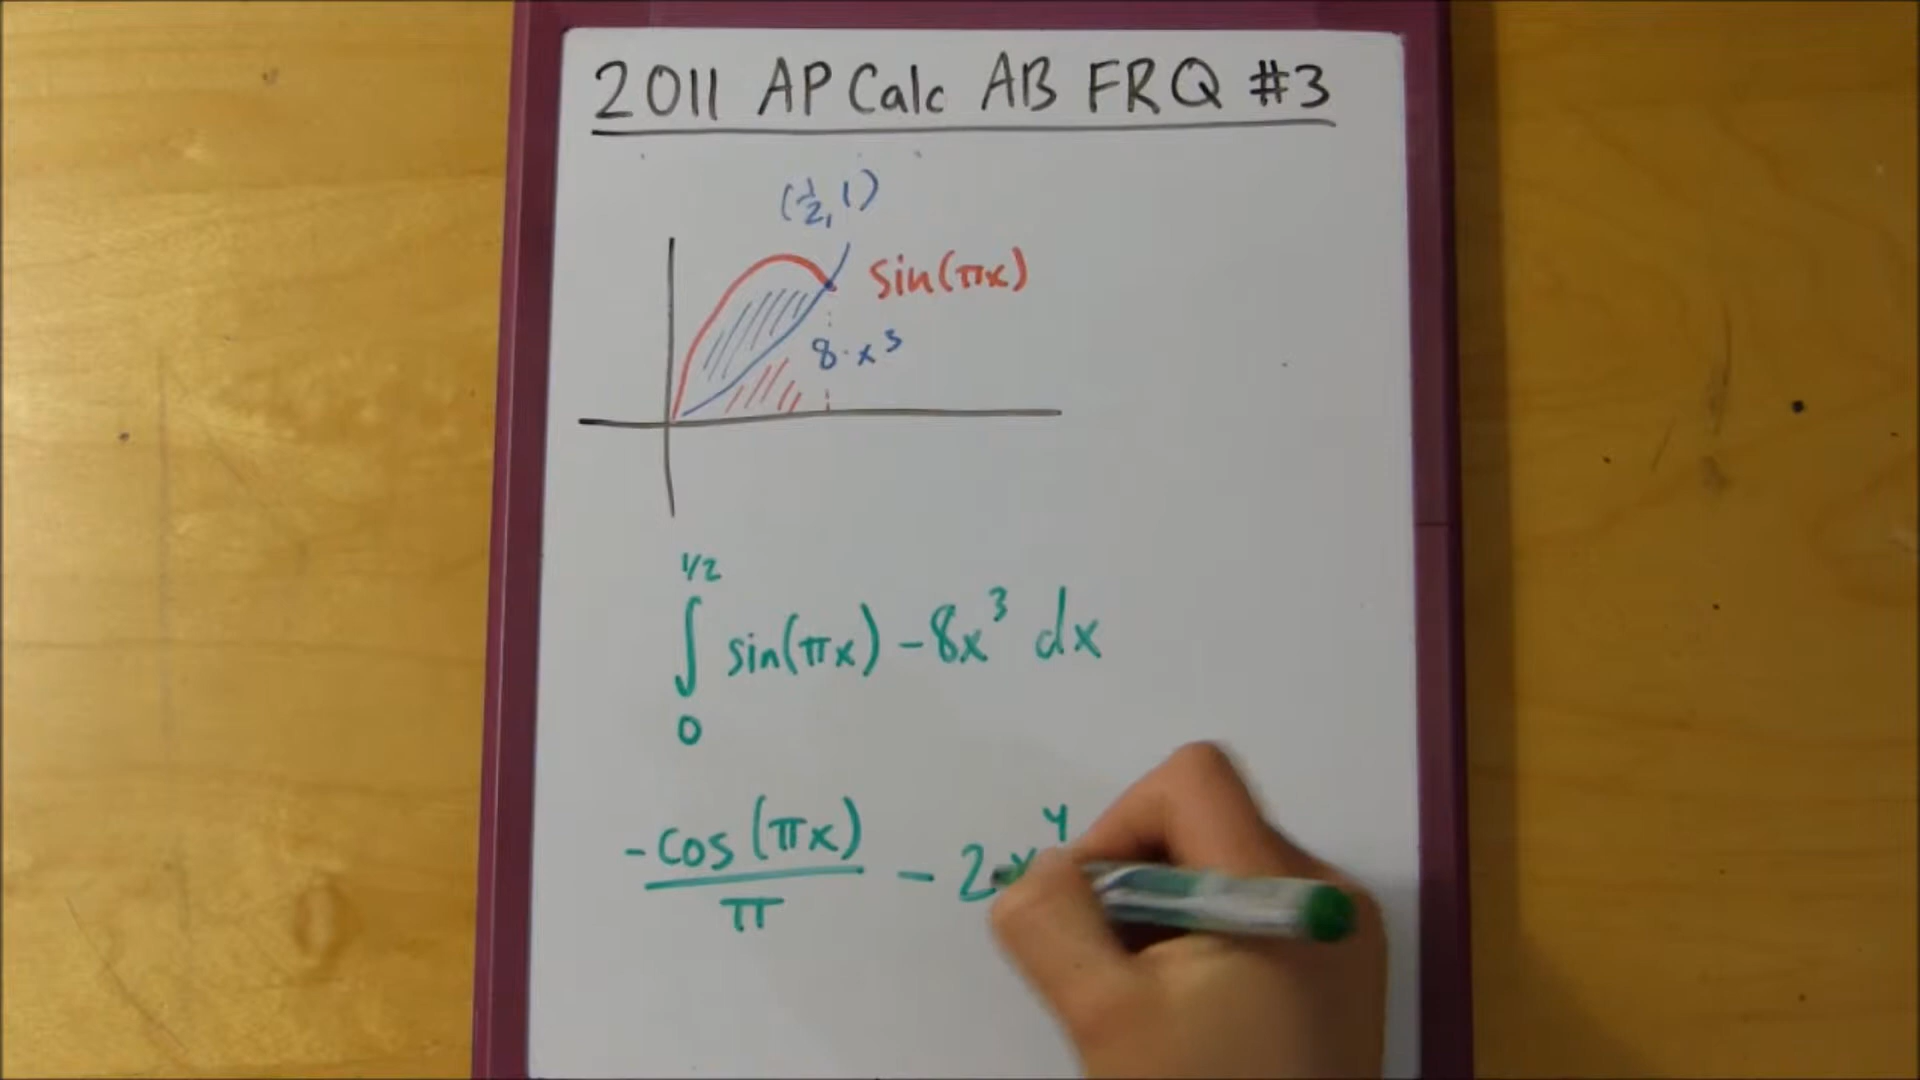 2011 AP Calc AB FRQ #3
(1/2, 1)
sin(πx)
8·x³
1/2
∫ sin(πx) - 8x³ dx
0
-cos(πx)
π
- 2x⁴